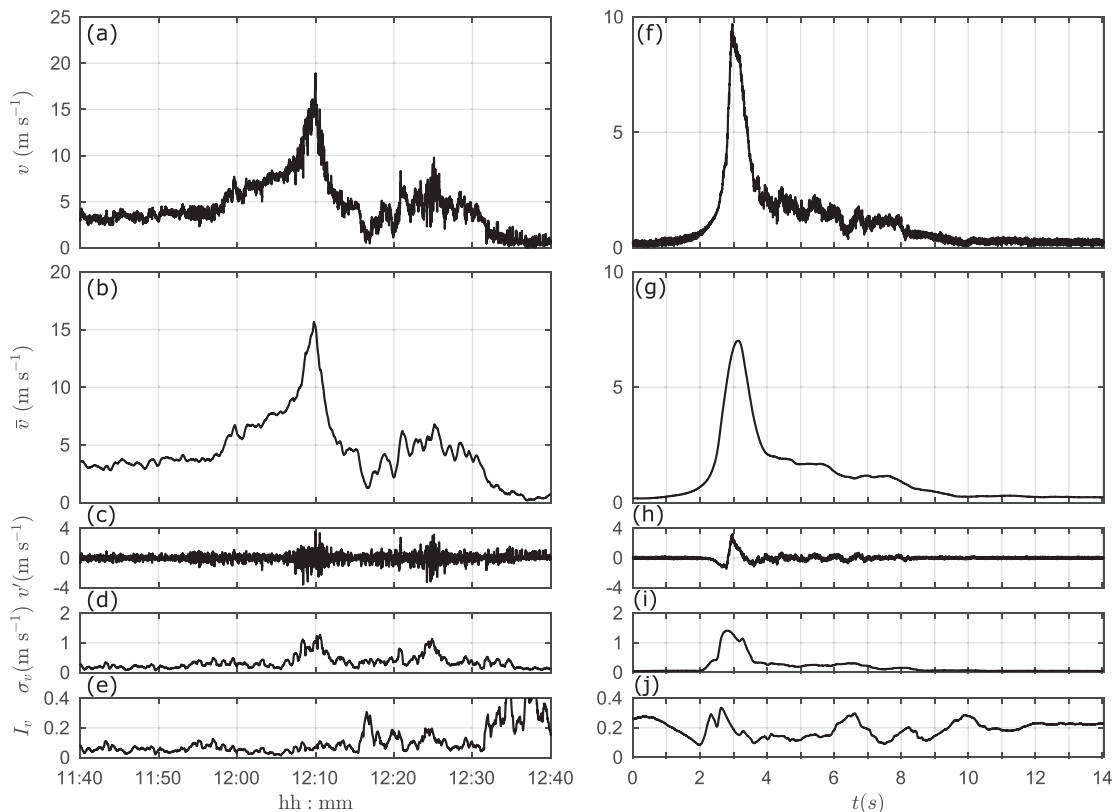 (a)
v (m s⁻¹)
25
20
15
10
5
0
(b)
v̄ (m s⁻¹)
20
15
10
5
0
(c)
v′(m s⁻¹)
4
0
-4
(d)
σᵥ(m s⁻¹)
2
1
0
(e)
Iᵥ
0.4
0.2
0
11:40 11:50 12:00 12:10 12:20 12:30 12:40
hh : mm
(f)
10
5
0
(g)
10
5
0
(h)
4
0
-4
(i)
2
1
0
(j)
0.4
0.2
0
0 2 4 6 8 10 12 14
t(s)